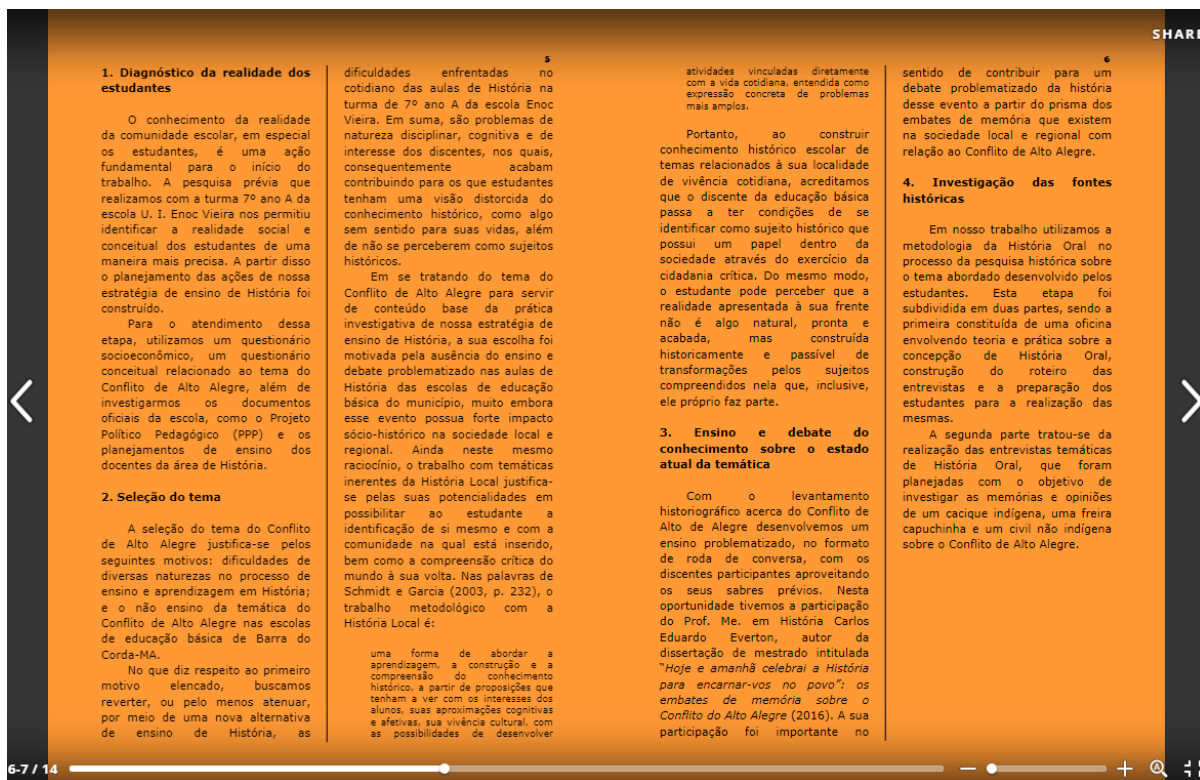 SHARE
5
1. Diagnóstico da realidade dos
estudantes
O conhecimento da realidade
da comunidade escolar, em especial
os estudantes, é uma ação
fundamental para o início do
trabalho. A pesquisa prévia que
realizamos com a turma 7º ano A da
escola U. I. Enoc Vieira nos permitiu
identificar a realidade social e
conceitual dos estudantes de uma
maneira mais precisa. A partir disso
o planejamento das ações de nossa
estratégia de ensino de História foi
construído.
Para o atendimento dessa
etapa, utilizamos um questionário
socioeconômico, um questionário
conceitual relacionado ao tema do
Conflito de Alto Alegre, além de
investigarmos os documentos
oficiais da escola, como o Projeto
Político Pedagógico (PPP) e os
planejamentos de ensino dos
docentes da área de História.
2. Seleção do tema
A seleção do tema do Conflito
de Alto Alegre justifica-se pelos
seguintes motivos: dificuldades de
diversas naturezas no processo de
ensino e aprendizagem em História;
e o não ensino da temática do
Conflito de Alto Alegre nas escolas
de educação básica de Barra do
Corda-MA.
No que diz respeito ao primeiro
motivo elencado, buscamos
reverter, ou pelo menos atenuar,
por meio de uma nova alternativa
de ensino de História, as
dificuldades enfrentadas no
cotidiano das aulas de História na
turma de 7º ano A da escola Enoc
Vieira. Em suma, são problemas de
natureza disciplinar, cognitiva e de
interesse dos discentes, nos quais,
consequentemente acabam
contribuindo para os que estudantes
tenham uma visão distorcida do
conhecimento histórico, como algo
sem sentido para suas vidas, além
de não se perceberem como sujeitos
históricos.
Em se tratando do tema do
Conflito de Alto Alegre para servir
de conteúdo base da prática
investigativa de nossa estratégia de
ensino de História, a sua escolha foi
motivada pela ausência do ensino e
debate problematizado nas aulas de
História das escolas de educação
básica do município, muito embora
esse evento possua forte impacto
sócio-histórico na sociedade local e
regional. Ainda neste mesmo
raciocínio, o trabalho com temáticas
inerentes da História Local justifica-
se pelas suas potencialidades em
possibilitar ao estudante a
identificação de si mesmo e com a
comunidade na qual está inserido,
bem como a compreensão crítica do
mundo à sua volta. Nas palavras de
Schmidt e Garcia (2003, p. 232), o
trabalho metodológico com a
História Local é:
uma forma de abordar a
aprendizagem, a construção e a
compreensão do conhecimento
histórico, a partir de proposições que
tenham a ver com os interesses dos
alunos, suas aproximações cognitivas
e afetivas, sua vivência cultural, com
as possibilidades de desenvolver
6
atividades vinculadas diretamente
com a vida cotidiana, entendida como
expressão concreta de problemas
mais amplos.
Portanto, ao construir
conhecimento histórico escolar de
temas relacionados à sua localidade
de vivência cotidiana, acreditamos
que o discente da educação básica
passa a ter condições de se
identificar como sujeito histórico que
possui um papel dentro da
sociedade através do exercício da
cidadania crítica. Do mesmo modo,
o estudante pode perceber que a
realidade apresentada à sua frente
não é algo natural, pronta e
acabada, mas construída
historicamente e passível de
transformações pelos sujeitos
compreendidos nela que, inclusive,
ele próprio faz parte.
3. Ensino e debate do
conhecimento sobre o estado
atual da temática
Com o levantamento
historiográfico acerca do Conflito de
Alto de Alegre desenvolvemos um
ensino problematizado, no formato
de roda de conversa, com os
discentes participantes aproveitando
os seus sabres prévios. Nesta
oportunidade tivemos a participação
do Prof. Me. em História Carlos
Eduardo Everton, autor da
dissertação de mestrado intitulada
“Hoje e amanhã celebrai a História
para encarnar-vos no povo”: os
embates de memória sobre o
Conflito do Alto Alegre (2016). A sua
participação foi importante no
sentido de contribuir para um
debate problematizado da história
desse evento a partir do prisma dos
embates de memória que existem
na sociedade local e regional com
relação ao Conflito de Alto Alegre.
4. Investigação das fontes
históricas
Em nosso trabalho utilizamos a
metodologia da História Oral no
processo da pesquisa histórica sobre
o tema abordado desenvolvido pelos
estudantes. Esta etapa foi
subdividida em duas partes, sendo a
primeira constituída de uma oficina
envolvendo teoria e prática sobre a
concepção de História Oral,
construção do roteiro das
entrevistas e a preparação dos
estudantes para a realização das
mesmas.
A segunda parte tratou-se da
realização das entrevistas temáticas
de História Oral, que foram
planejadas com o objetivo de
investigar as memórias e opiniões
de um cacique indígena, uma freira
capuchinha e um civil não indígena
sobre o Conflito de Alto Alegre.
6-7 / 14